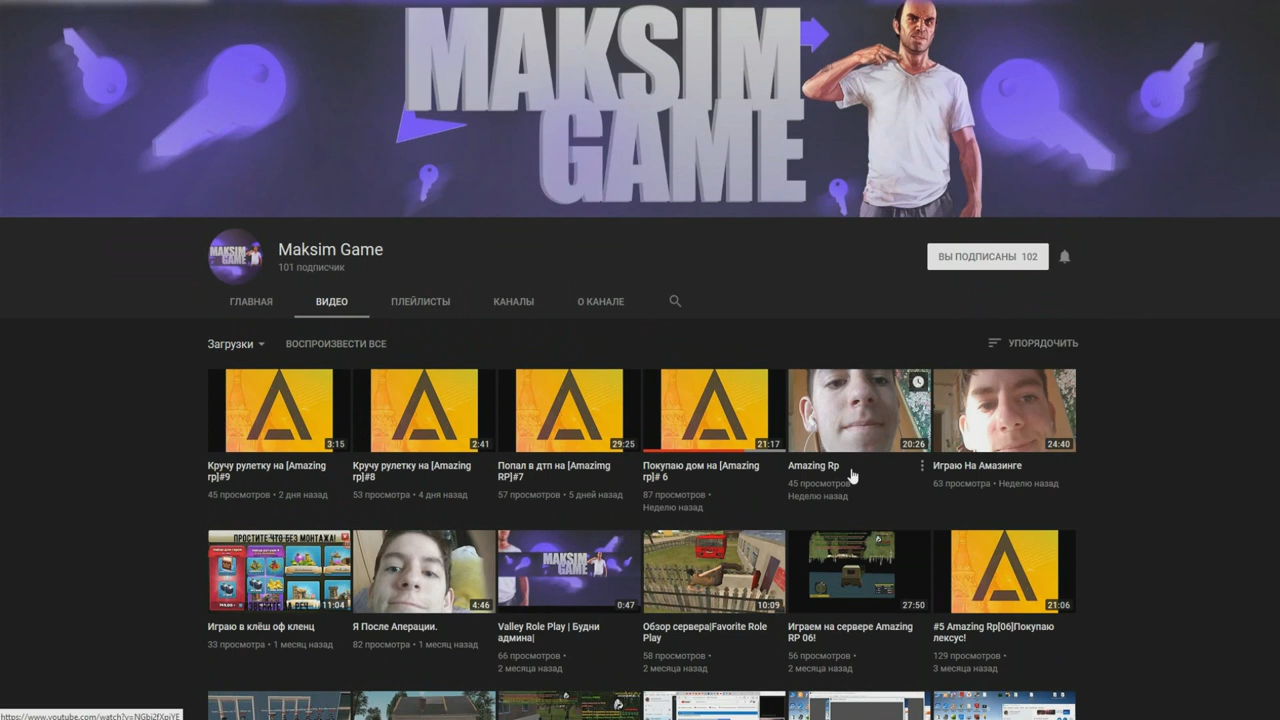 MAKSIM
GAME
MAKSIM
GAME
Maksim Game
101 подписчик
ВЫ ПОДПИСАНЫ 102
ГЛАВНАЯ ВИДЕО ПЛЕЙЛИСТЫ КАНАЛЫ О КАНАЛЕ
Загрузки ВОСПРОИЗВЕСТИ ВСЕ УПОРЯДОЧИТЬ
3:15 2:41 29:25 21:17 20:26 24:40
Кручу рулетку на [Amazing
rp]#9
45 просмотров • 2 дня назад
Кручу рулетку на [Amazing
rp]#8
53 просмотра • 4 дня назад
Попал в дтп на [Amazimg
RP]#7
57 просмотров • 5 дней назад
Покупаю дом на [Amazing
rp]# 6
87 просмотров •
Неделю назад
Amazing Rp
45 просмотров
Неделю назад
Играю На Амазинге
63 просмотра • Неделю назад
ПРОСТИТЕ ЧТО БЕЗ МОНТАЖА!
11:04 4:46 0:47 10:09 27:50 21:06
MAKSIM
GAME
Играю в клёш оф кленц
33 просмотра • 1 месяц назад
Я После Аперации.
82 просмотра • 1 месяц назад
Valley Role Play | Будни
админа|
66 просмотров •
2 месяца назад
Обзор сервера|Favorite Role
Play
58 просмотров •
2 месяца назад
Играем на сервере Amazing
RP 06!
56 просмотров •
2 месяца назад
#5 Amazing Rp[06]Покупаю
лексус!
129 просмотров •
3 месяца назад